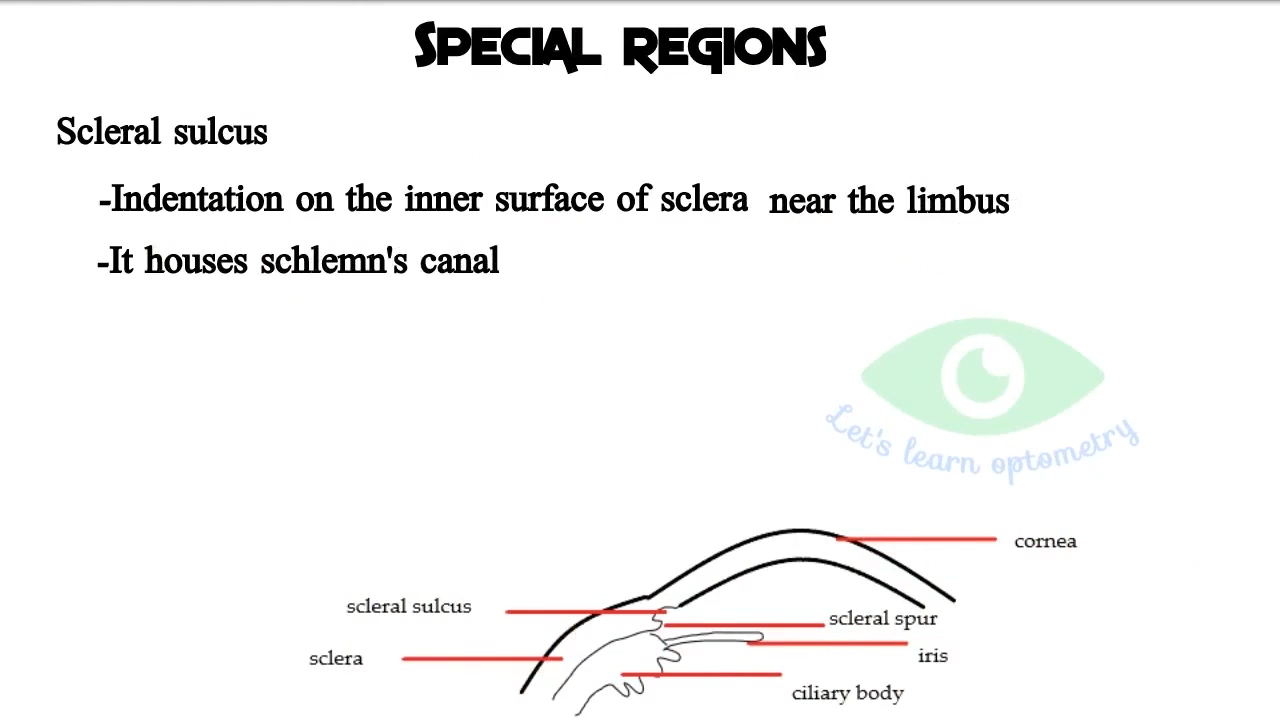 SPECIAL REGIONS
Scleral sulcus
-Indentation on the inner surface of sclera near the limbus
-It houses schlemn's canal
Let's learn optometry
cornea
scleral sulcus
scleral spur
sclera
iris
ciliary body